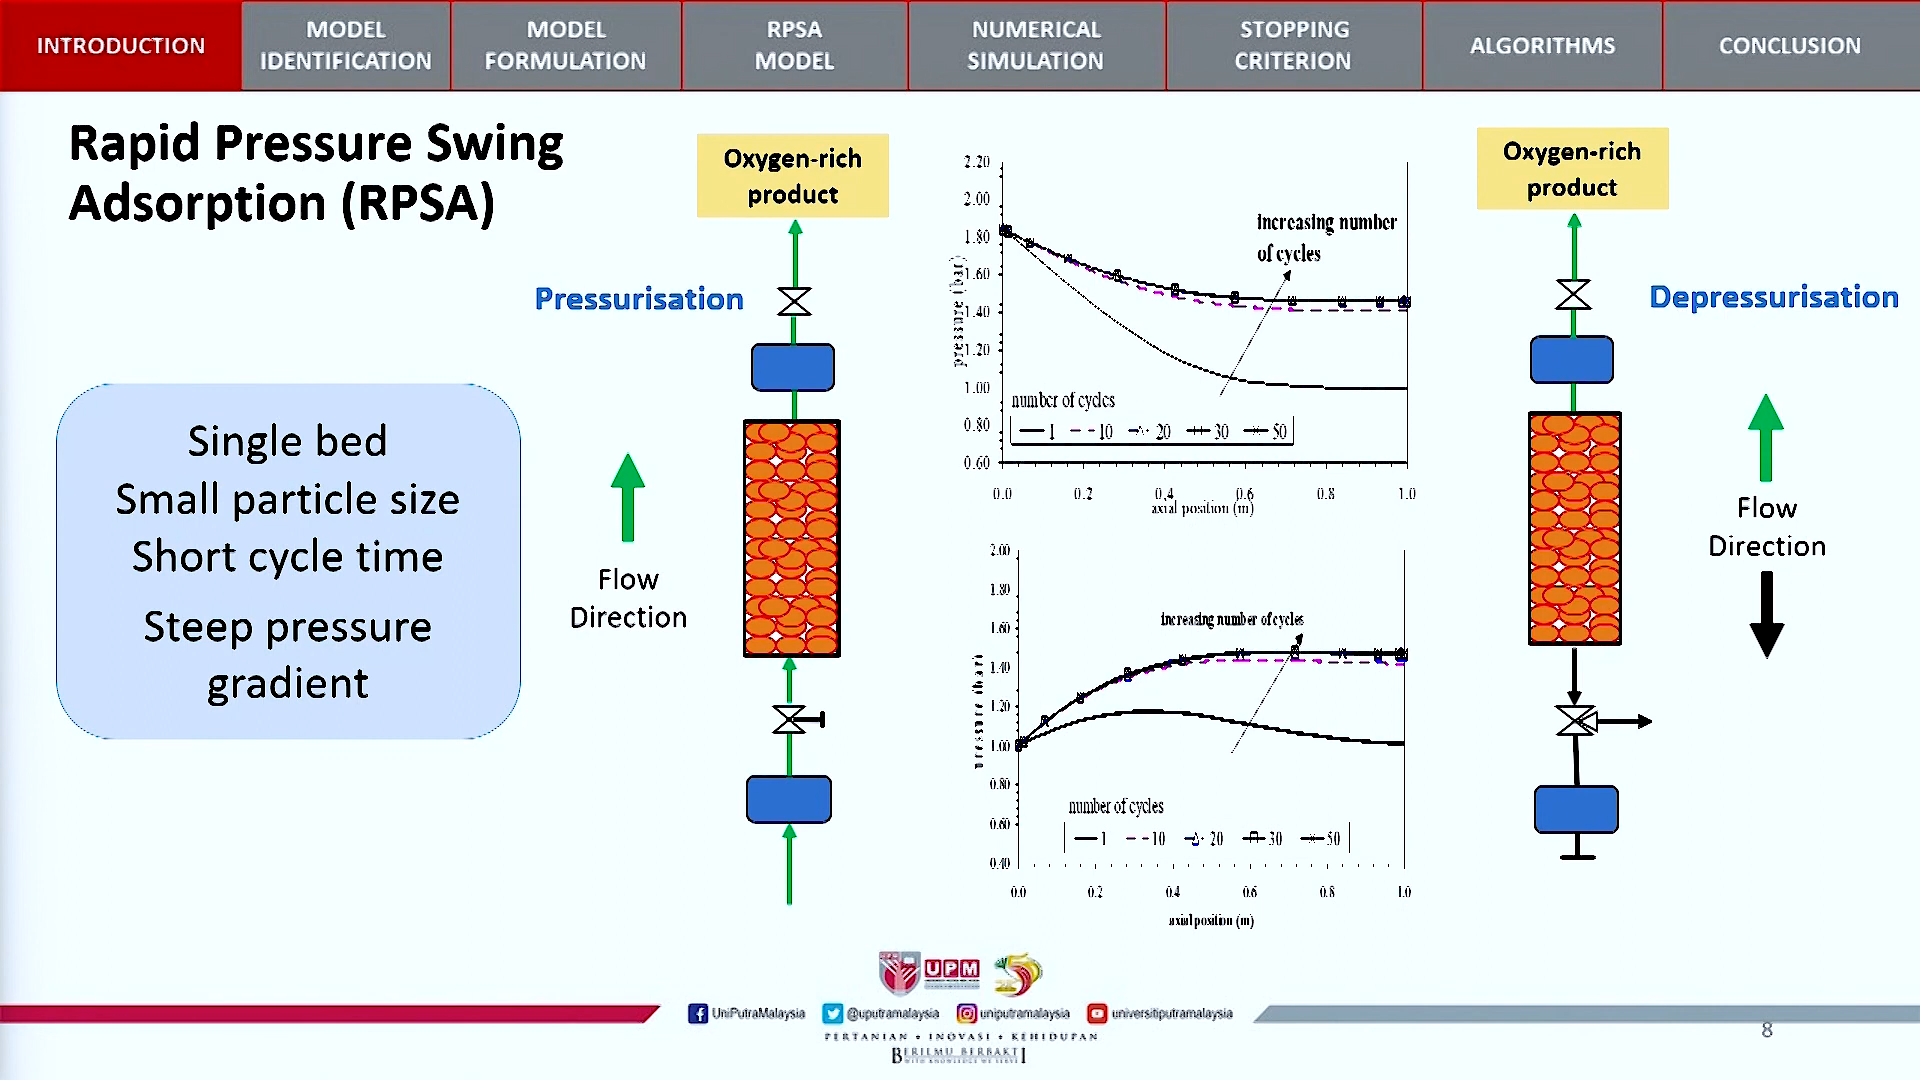 INTRODUCTION
MODEL
IDENTIFICATION
MODEL
FORMULATION
RPSA
MODEL
NUMERICAL
SIMULATION
STOPPING
CRITERION
ALGORITHMS
CONCLUSION
Rapid Pressure Swing
Adsorption (RPSA)
Single bed
Small particle size
Short cycle time
Steep pressure
gradient
Oxygen-rich
product
Pressurisation
Flow
Direction
2.20
2.00
1.80
1.60
1.40
1.20
1.00
0.80
0.60
pressure (bar)
increasing number
of cycles
number of cycles
1 10 20 30 50
0.0 0.2 0.4 0.6 0.8 1.0
axial position (m)
2.00
1.80
1.60
1.40
1.20
1.00
0.80
0.60
0.40
pressure (bar)
increasing number of cycles
number of cycles
1 10 20 30 50
0.0 0.2 0.4 0.6 0.8 1.0
axial position (m)
Oxygen-rich
product
Depressurisation
Flow
Direction
UPM
UniPutraMalaysia @uputramalaysia uniputramalaysia universitiputramalaysia
PERTANIAN • INOVASI • KEHIDUPAN
BERILMU BERBAKTI
WITH KNOWLEDGE WE SERVE
8